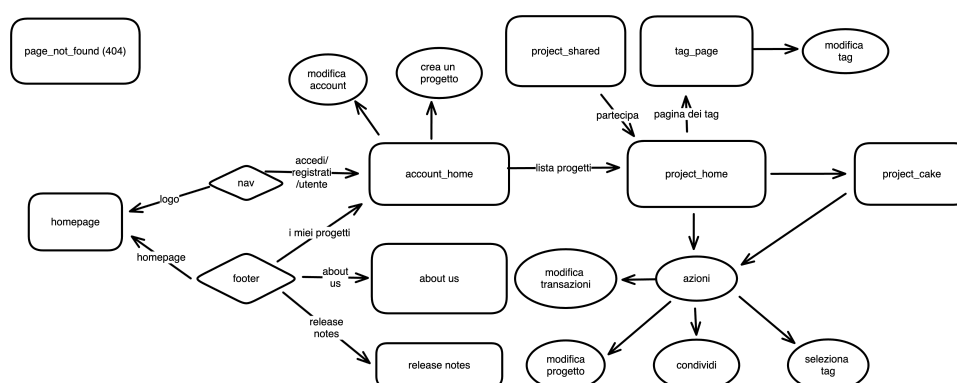 page_not_found (404)
project_shared
tag_page
modifica
tag
modifica
account
crea un
progetto
partecipa
pagina dei tag
accedi/
registrati
/utente
nav
account_home
lista progetti
project_home
project_cake
logo
homepage
i miei progetti
homepage
footer
about
us
about us
modifica
transazioni
azioni
release
notes
release notes
modifica
progetto
condividi
seleziona
tag